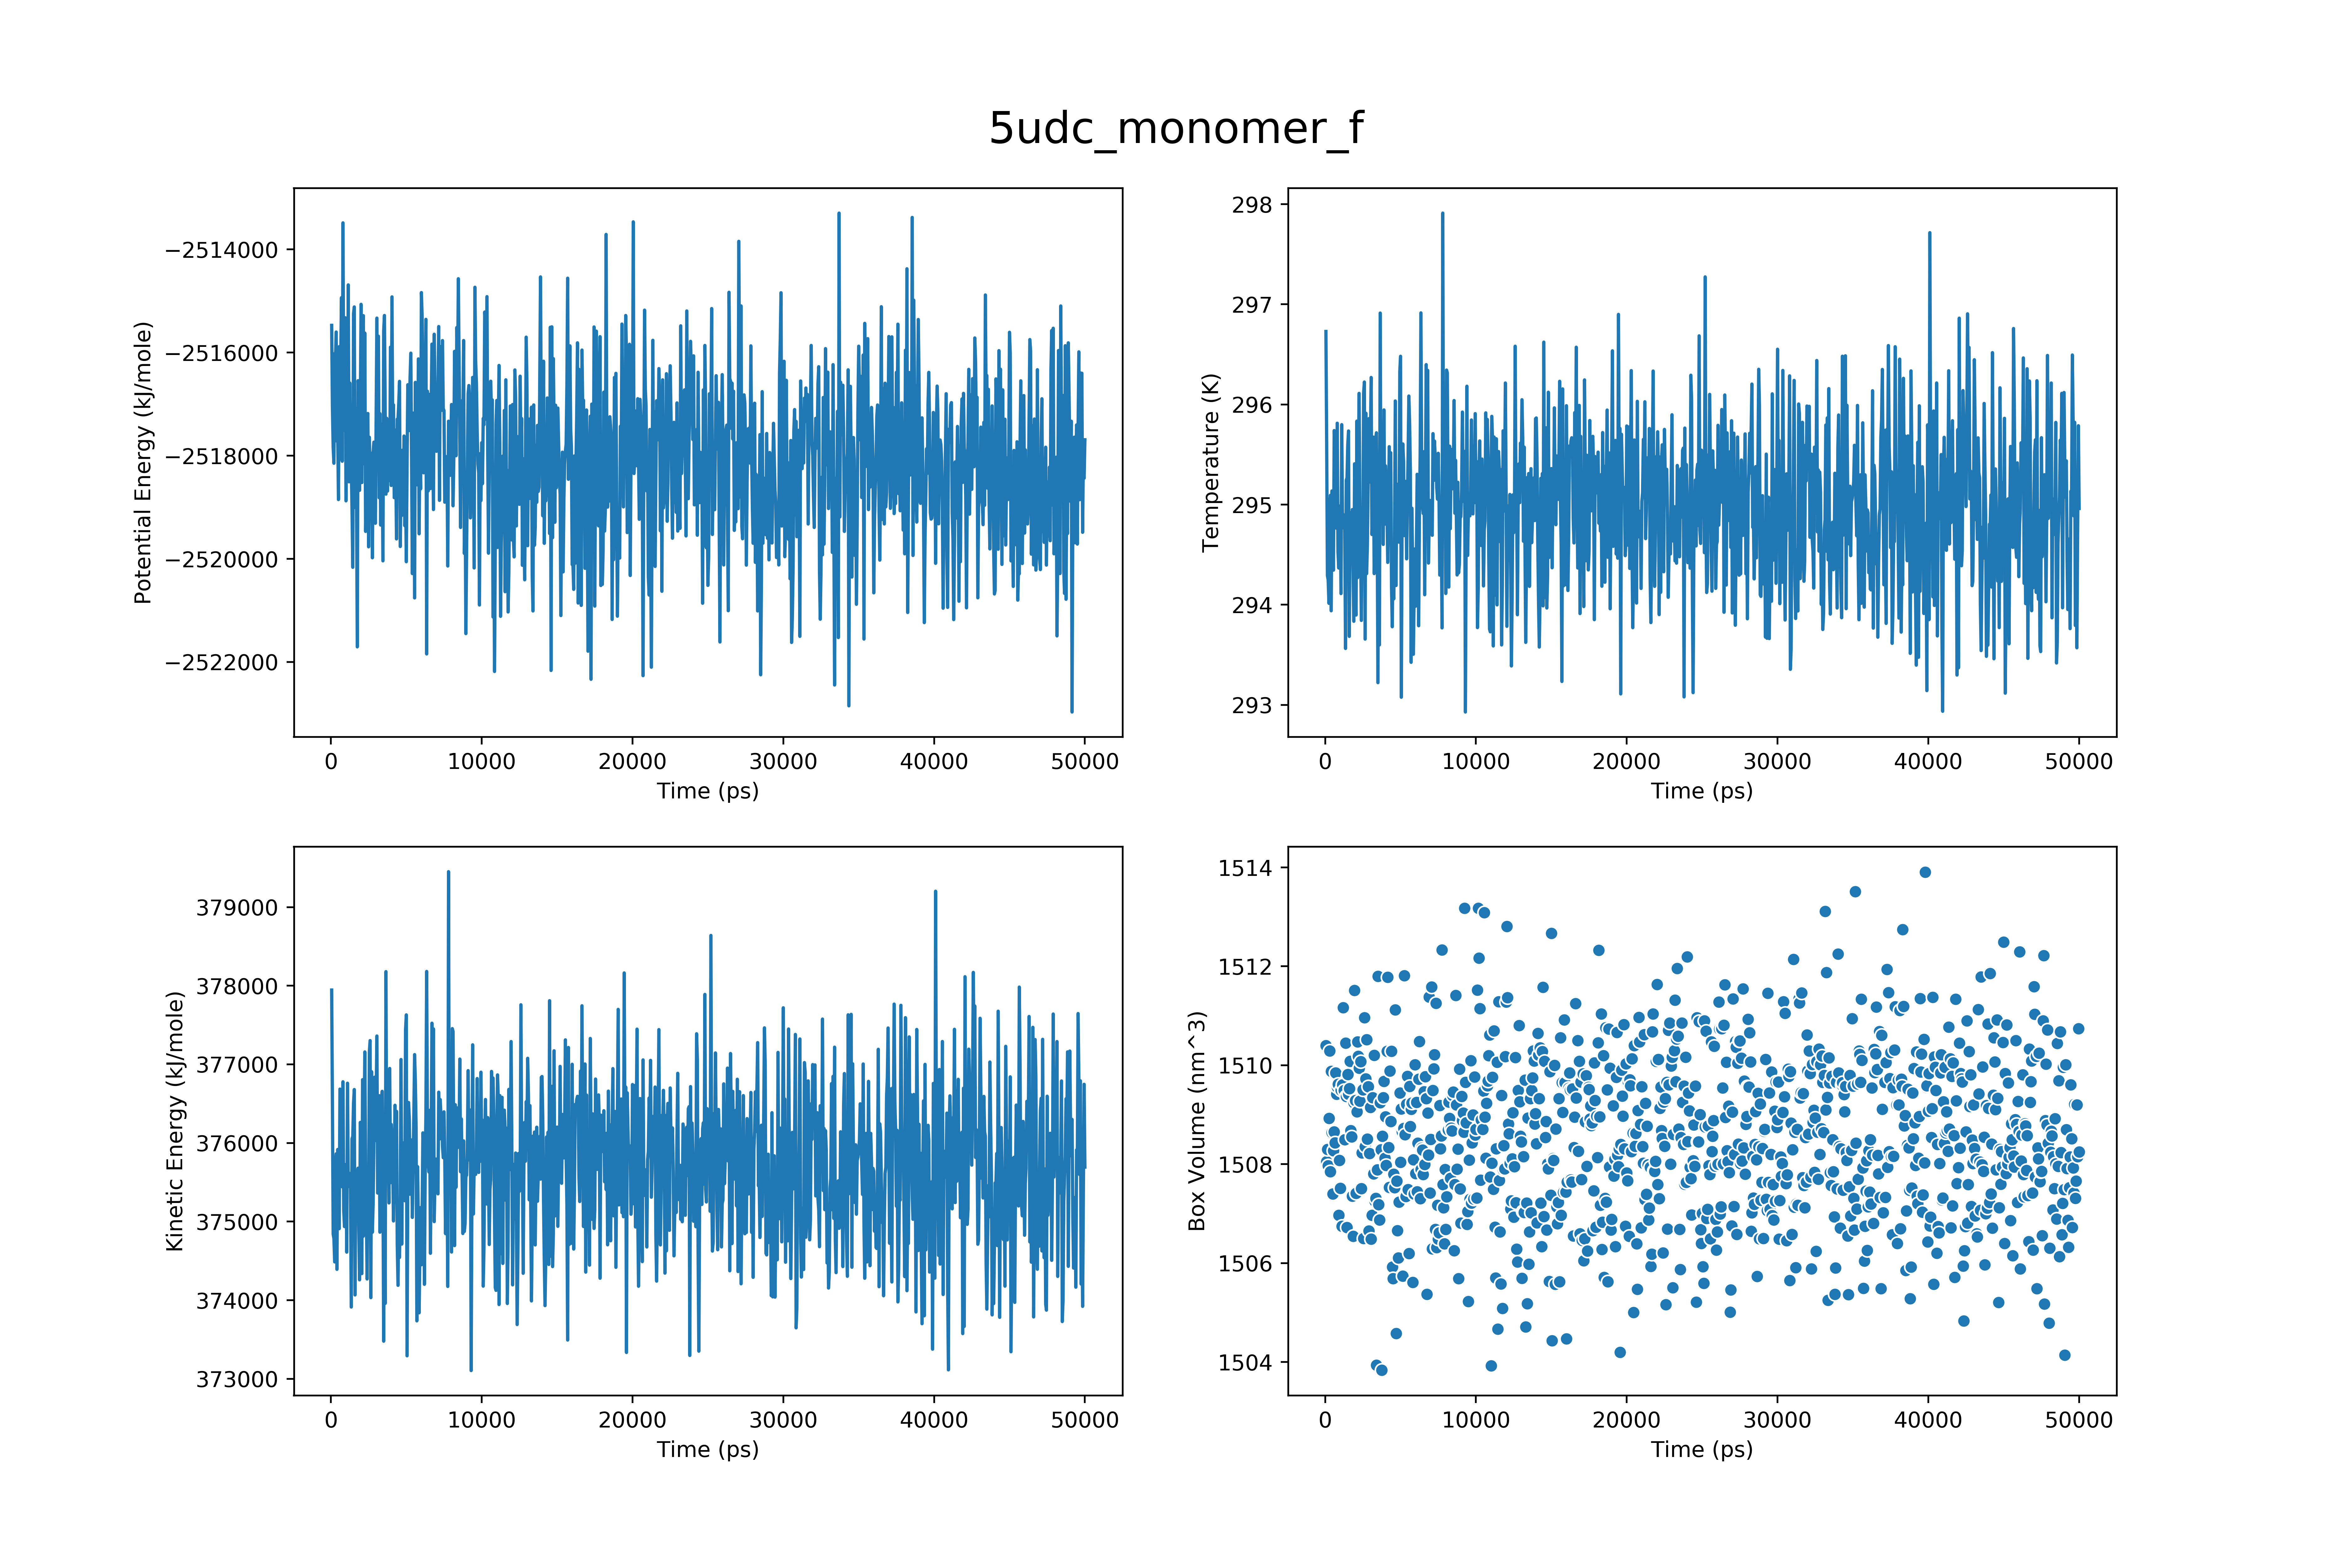 5udc_monomer_f
Potential Energy (kJ/mole)
−2514000
−2516000
−2518000
−2520000
−2522000
0 10000 20000 30000 40000 50000
Time (ps)
Temperature (K)
298
297
296
295
294
293
0 10000 20000 30000 40000 50000
Time (ps)
Kinetic Energy (kJ/mole)
379000
378000
377000
376000
375000
374000
373000
0 10000 20000 30000 40000 50000
Time (ps)
Box Volume (nm^3)
1514
1512
1510
1508
1506
1504
0 10000 20000 30000 40000 50000
Time (ps)